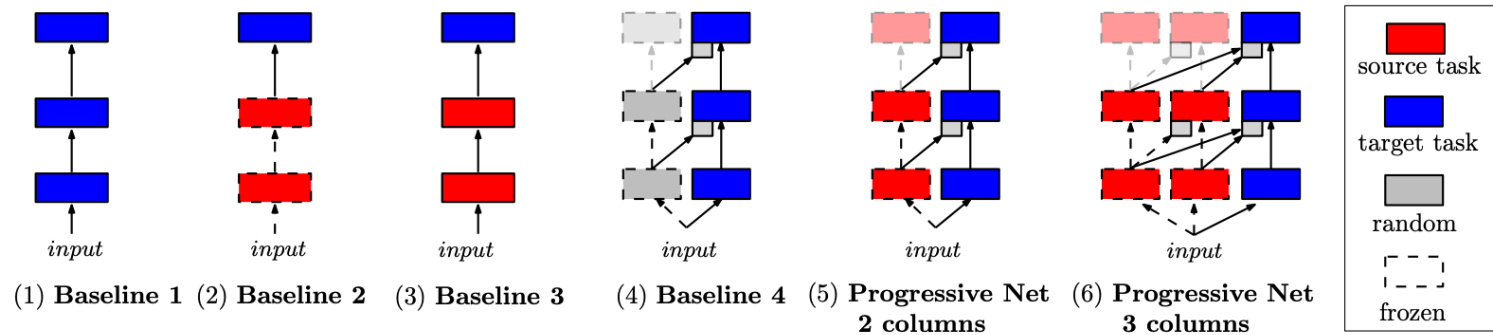 input
input
input
input
input
input
(1) Baseline 1
(2) Baseline 2
(3) Baseline 3
(4) Baseline 4
(5) Progressive Net
2 columns
(6) Progressive Net
3 columns
source task
target task
random
frozen